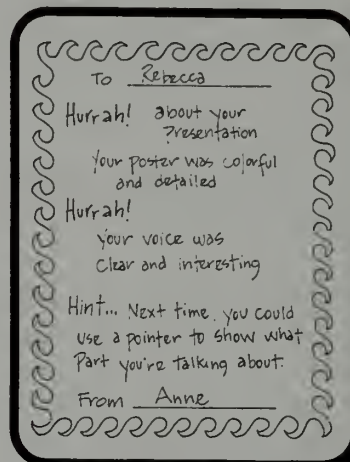 To Rebecca
Hurrah! about your
Presentation
Your poster was colorful
and detailed
Hurrah!
your voice was
Clear and interesting
Hint... Next time, you could
use a pointer to show what
Part you're talking about.
From Anne